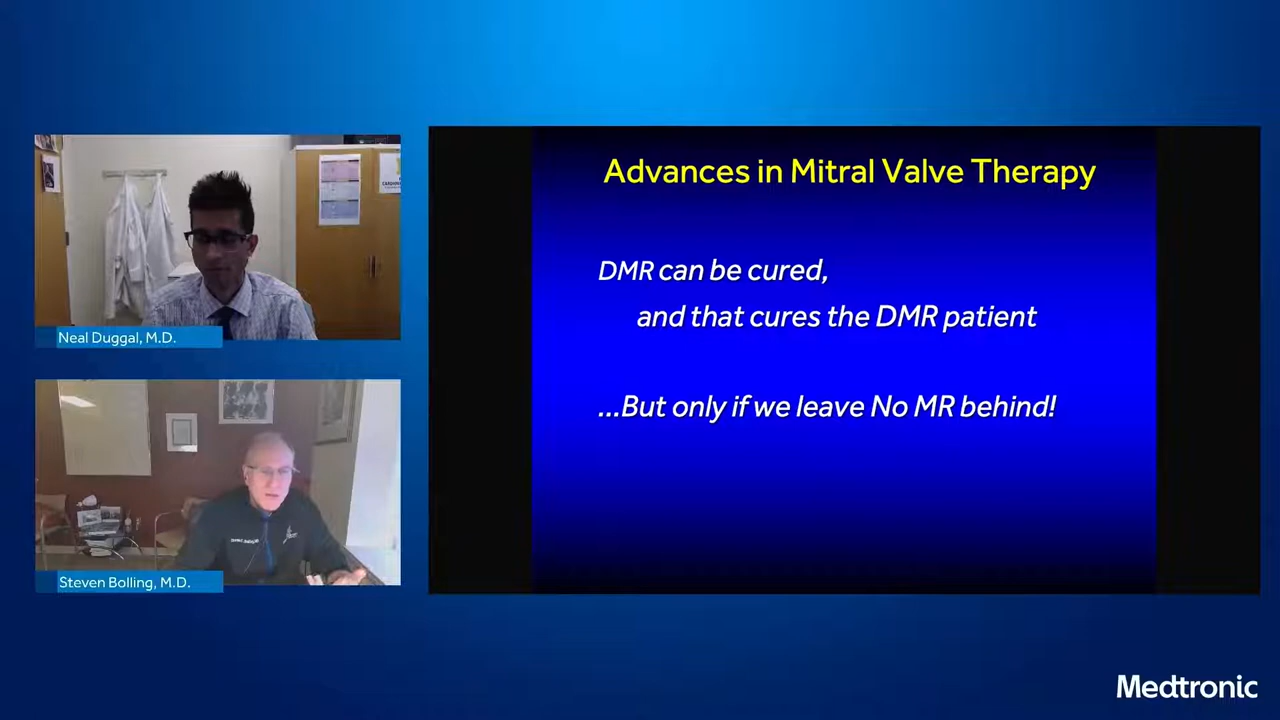 Advances in Mitral Valve Therapy
DMR can be cured,
and that cures the DMR patient
...But only if we leave No MR behind!
Neal Duggal, M.D.
Steven Bolling, M.D.
Medtronic